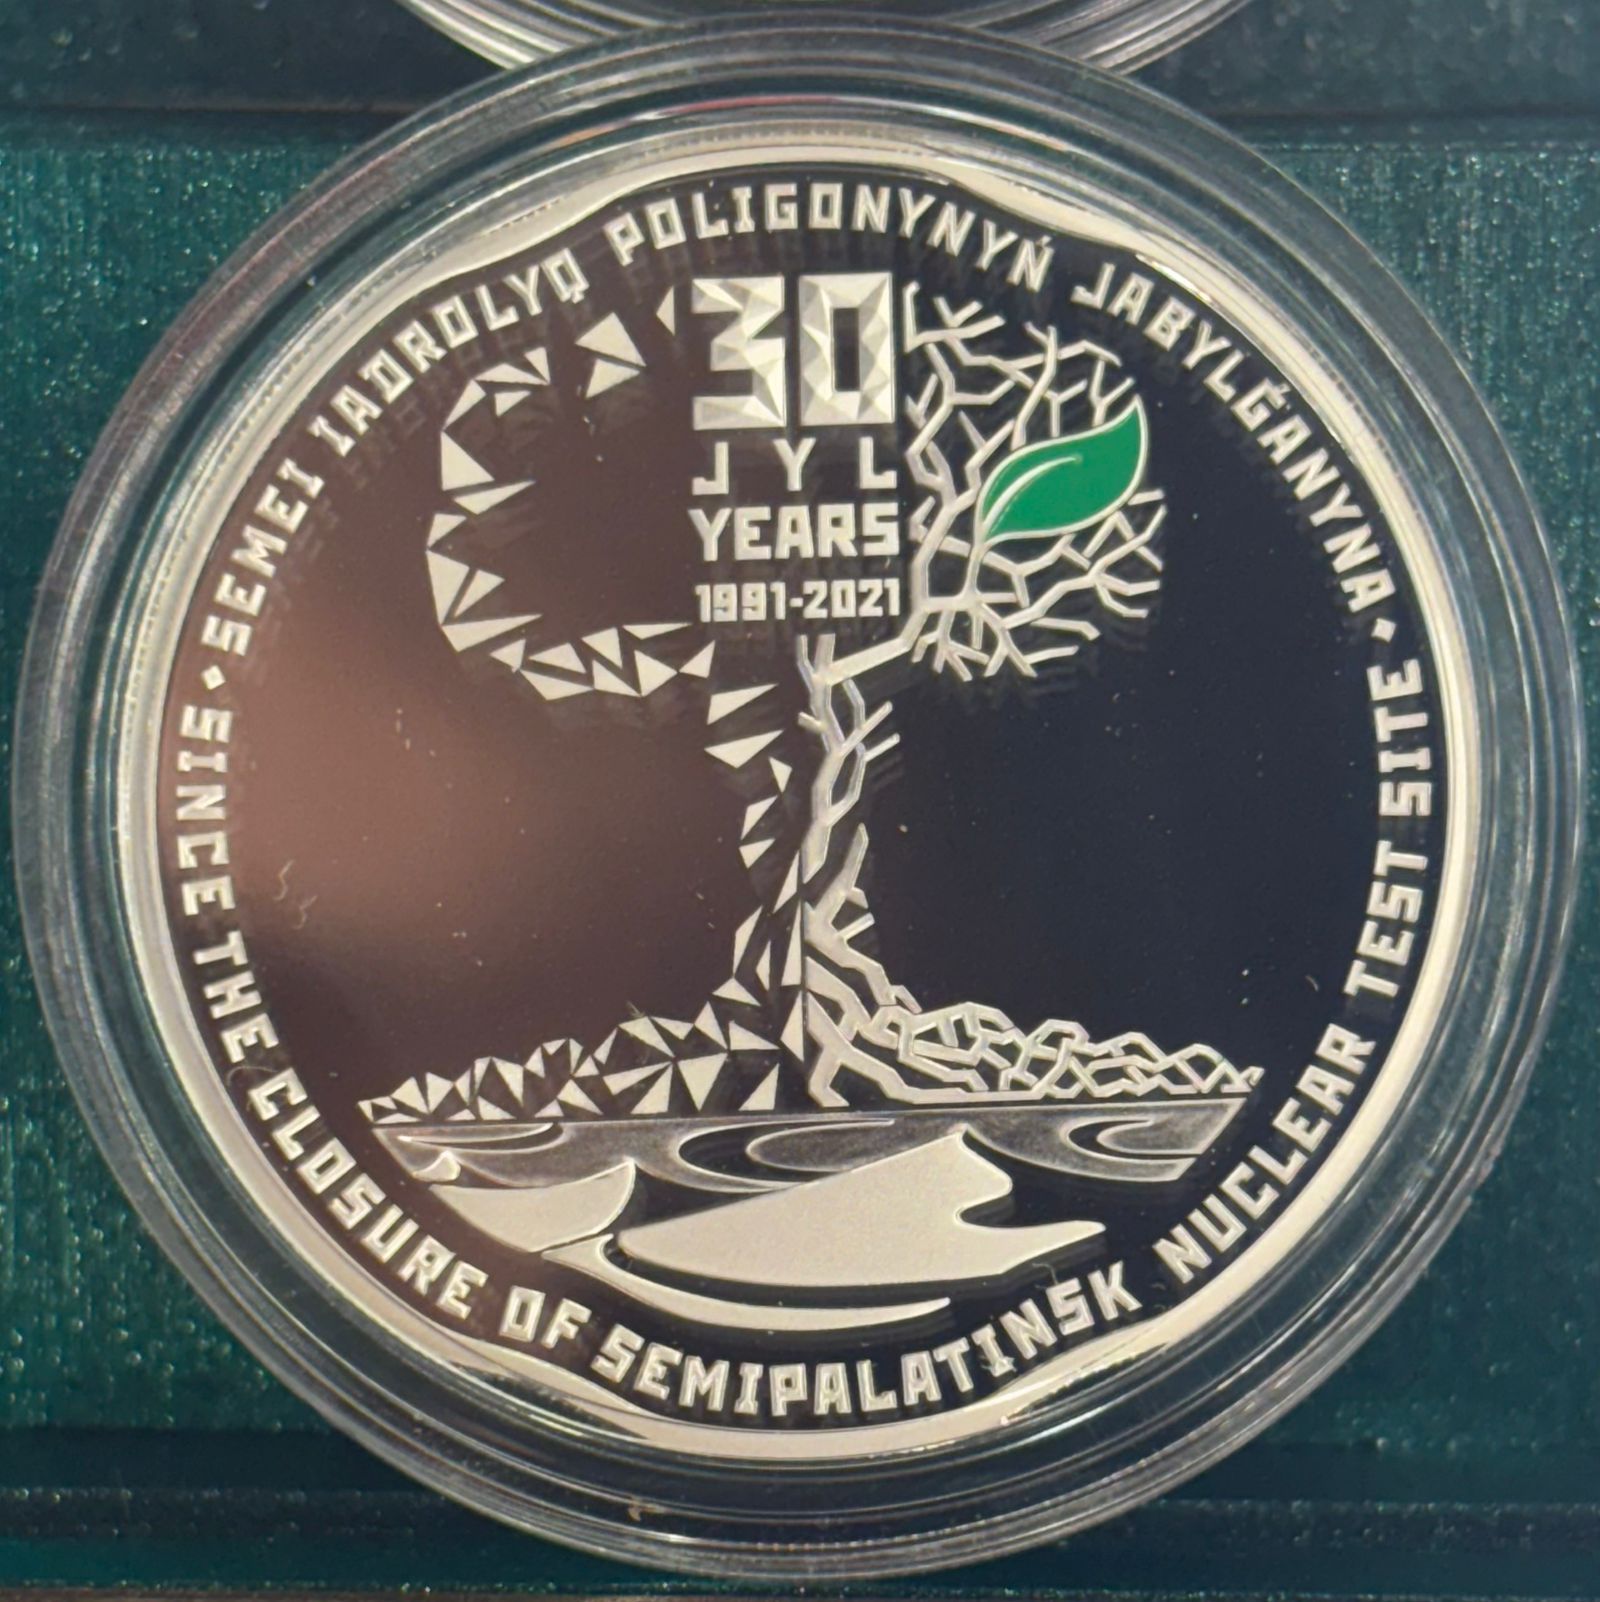 SEMEI IADROLYQ POLIGONYNYŃ JABYLǴANYNA
30
JYL
YEARS
1991-2021
SINCE THE CLOSURE OF SEMIPALATINSK NUCLEAR TEST SITE